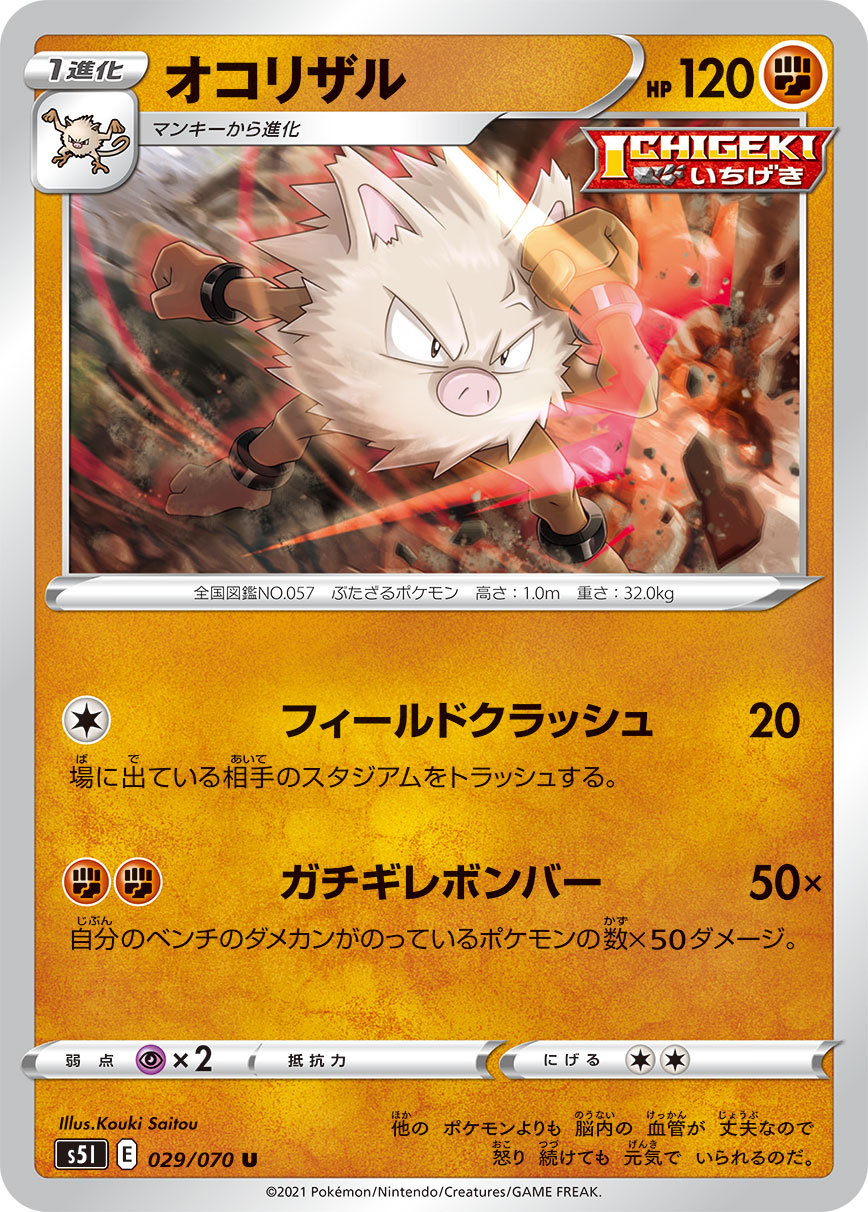 1進化
オコリザル
HP 120
マンキーから進化
ICHIGEKI
いちげき
全国図鑑NO.057 ぶたざるポケモン 高さ：1.0m 重さ：32.0kg
フィールドクラッシュ 20
場に出ている相手のスタジアムをトラッシュする。
ガチギレボンバー 50×
自分のベンチのダメカンがのっているポケモンの数×50ダメージ。
弱点 ×2 抵抗力 にげる
Illus.Kouki Saitou
他の ポケモンよりも 脳内の 血管が 丈夫なので
怒り 続けても 元気で いられるのだ。
s5I E 029/070 U
©2021 Pokémon/Nintendo/Creatures/GAME FREAK.